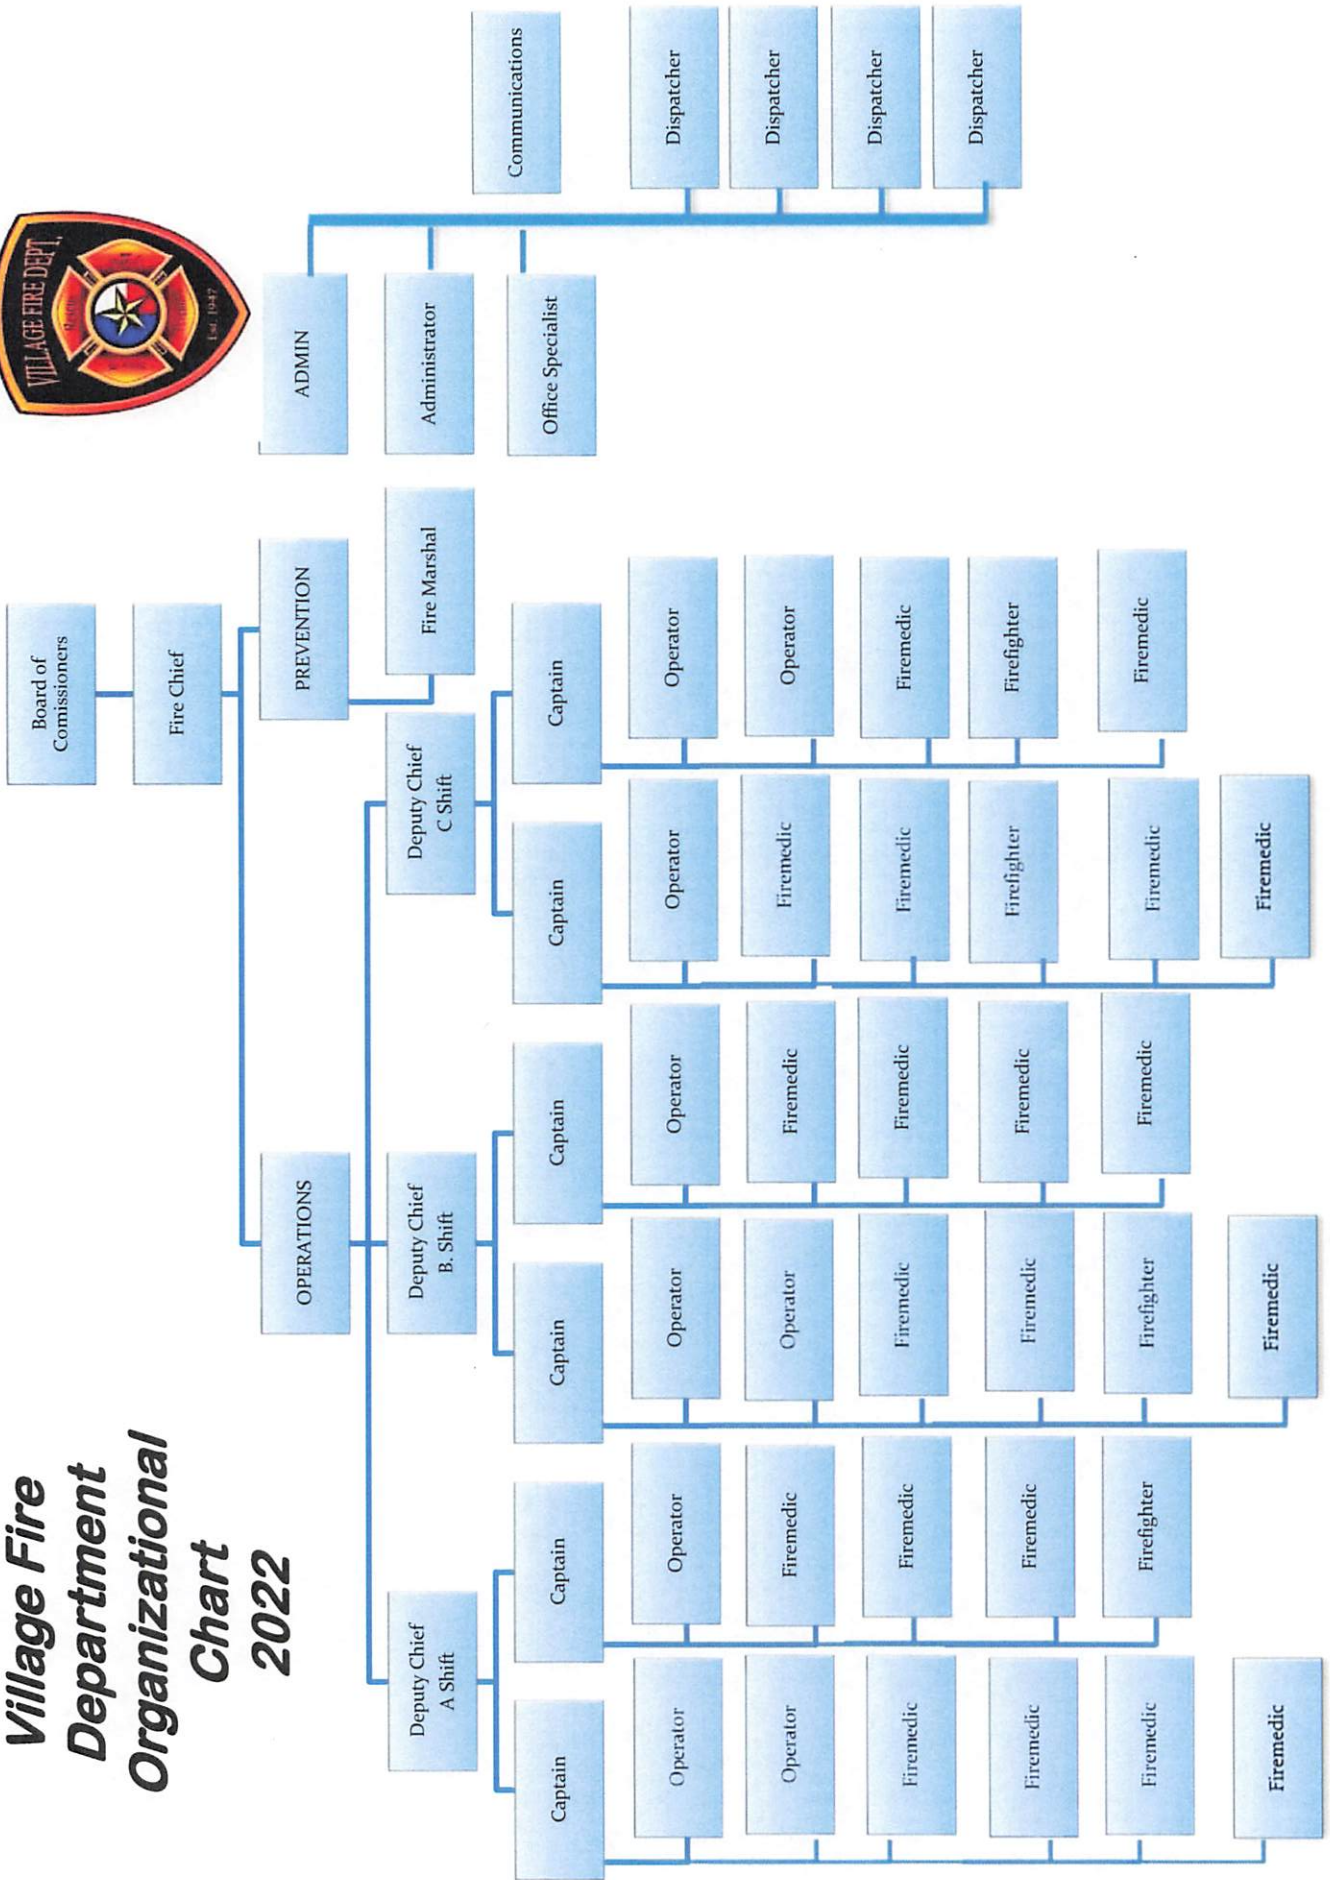 Village Fire
Department
Organizational
Chart
2022
VILLAGE FIRE DEPT.
Rescue
Est. 1947
Board of
Comissioners
Fire Chief
OPERATIONS
PREVENTION
ADMIN
Deputy Chief
A Shift
Deputy Chief
B. Shift
Deputy Chief
C Shift
Fire Marshal
Administrator
Office Specialist
Communications
Dispatcher
Dispatcher
Dispatcher
Dispatcher
Captain
Operator
Operator
Firemedic
Firemedic
Firemedic
Firemedic
Captain
Operator
Firemedic
Firemedic
Firemedic
Firefighter
Captain
Operator
Operator
Firemedic
Firemedic
Firefighter
Firemedic
Captain
Operator
Firemedic
Firemedic
Firemedic
Firemedic
Captain
Operator
Firemedic
Firemedic
Firefighter
Firemedic
Firemedic
Captain
Operator
Operator
Firemedic
Firefighter
Firemedic